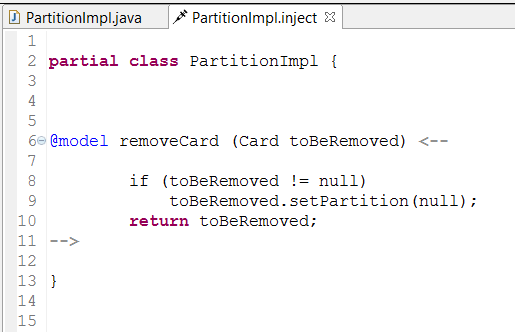 PartitionImpl.java PartitionImpl.inject
1
2 partial class PartitionImpl {
3
4
5
6 @model removeCard (Card toBeRemoved) <--
7
8 if (toBeRemoved != null)
9 toBeRemoved.setPartition(null);
10 return toBeRemoved;
11 -->
12
13 }
14
15